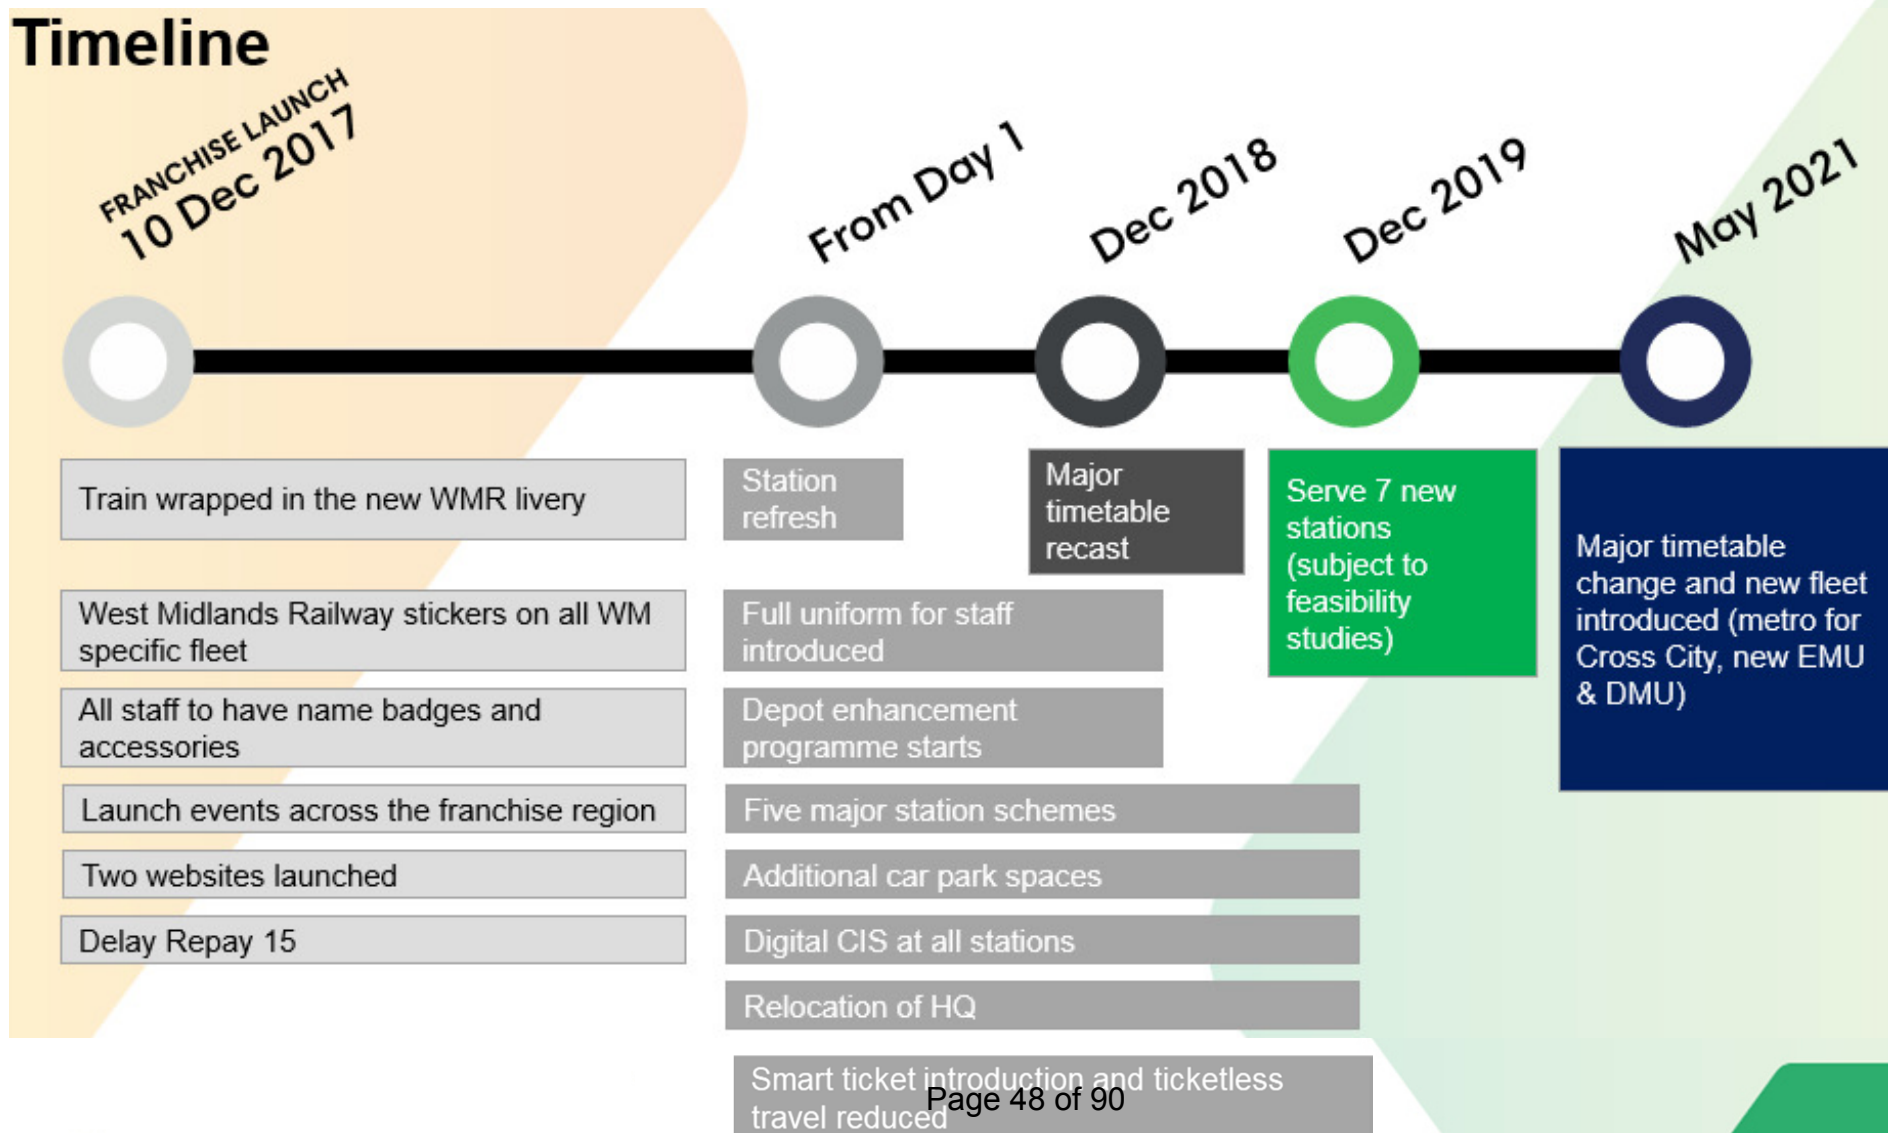 Timeline
FRANCHISE LAUNCH
10 Dec 2017
From Day 1
Dec 2018
Dec 2019
May 2021
Train wrapped in the new WMR livery
West Midlands Railway stickers on all WM
specific fleet
All staff to have name badges and
accessories
Launch events across the franchise region
Two websites launched
Delay Repay 15
Station
refresh
Full uniform for staff
introduced
Depot enhancement
programme starts
Five major station schemes
Additional car park spaces
Digital CIS at all stations
Relocation of HQ
Smart ticket introduction and ticketless
travel reduced
Major
timetable
recast
Serve 7 new
stations
(subject to
feasibility
studies)
Major timetable
change and new fleet
introduced (metro for
Cross City, new EMU
& DMU)
Page 48 of 90